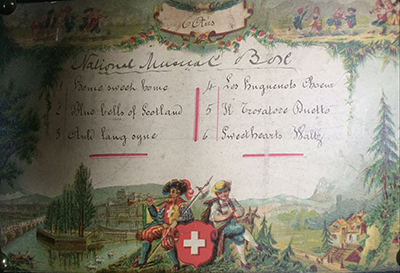 6 Airs
National Musical Box
1 Home sweet home
2 Blue bells of Scotland
3 Auld lang syne
4 Les huguenots Choeur
5 Il Trovatore Duetto
6 Sweethearts Waltz